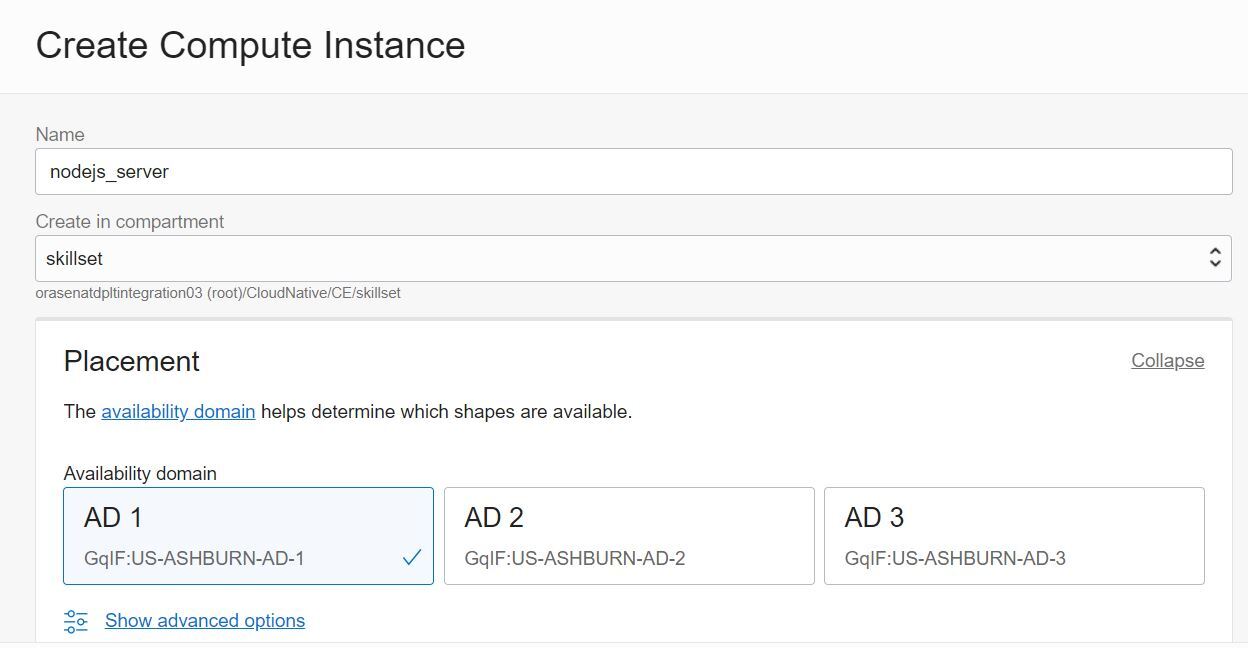 Create Compute Instance
Name
nodejs_server
Create in compartment
skillset
orasenatdpltintegration03 (root)/CloudNative/CE/skillset
Placement
Collapse
The availability domain helps determine which shapes are available.
Availability domain
AD 1
GqIF:US-ASHBURN-AD-1
AD 2
GqIF:US-ASHBURN-AD-2
AD 3
GqIF:US-ASHBURN-AD-3
Show advanced options